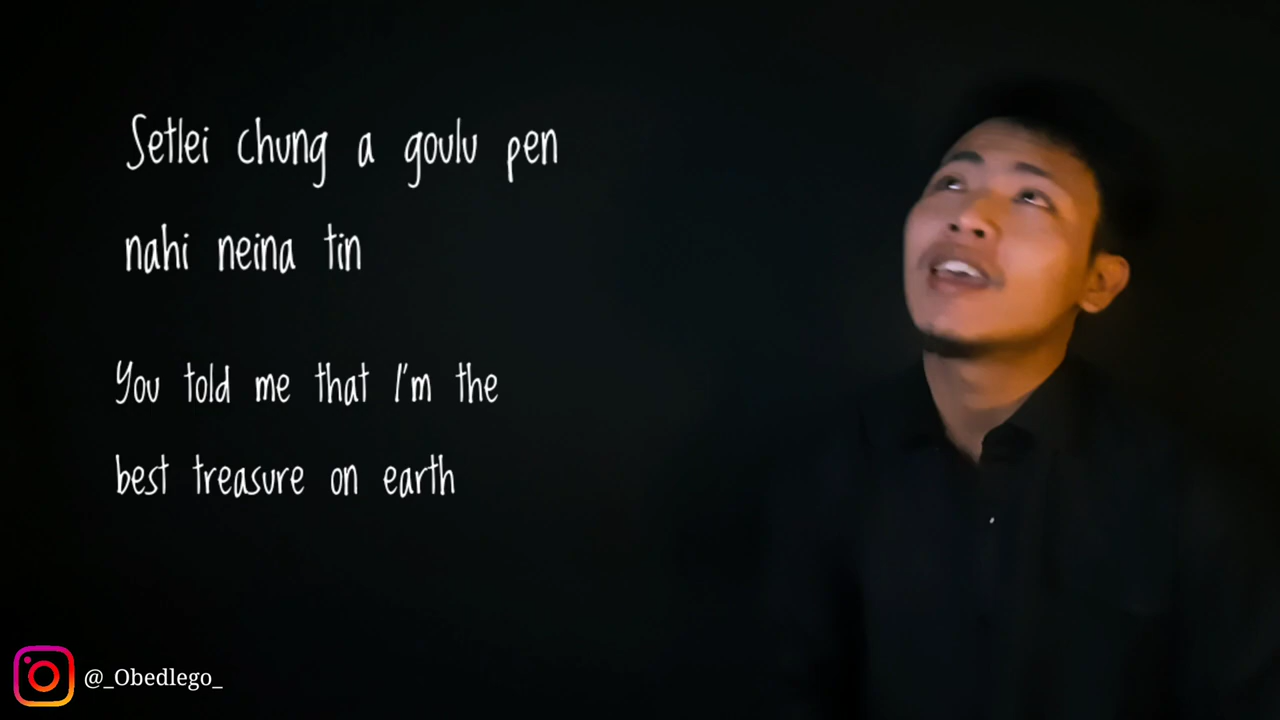 Setlei chung a goulu pen
nahi neina tin
You told me that I'm the
best treasure on earth
@_Obedlego_